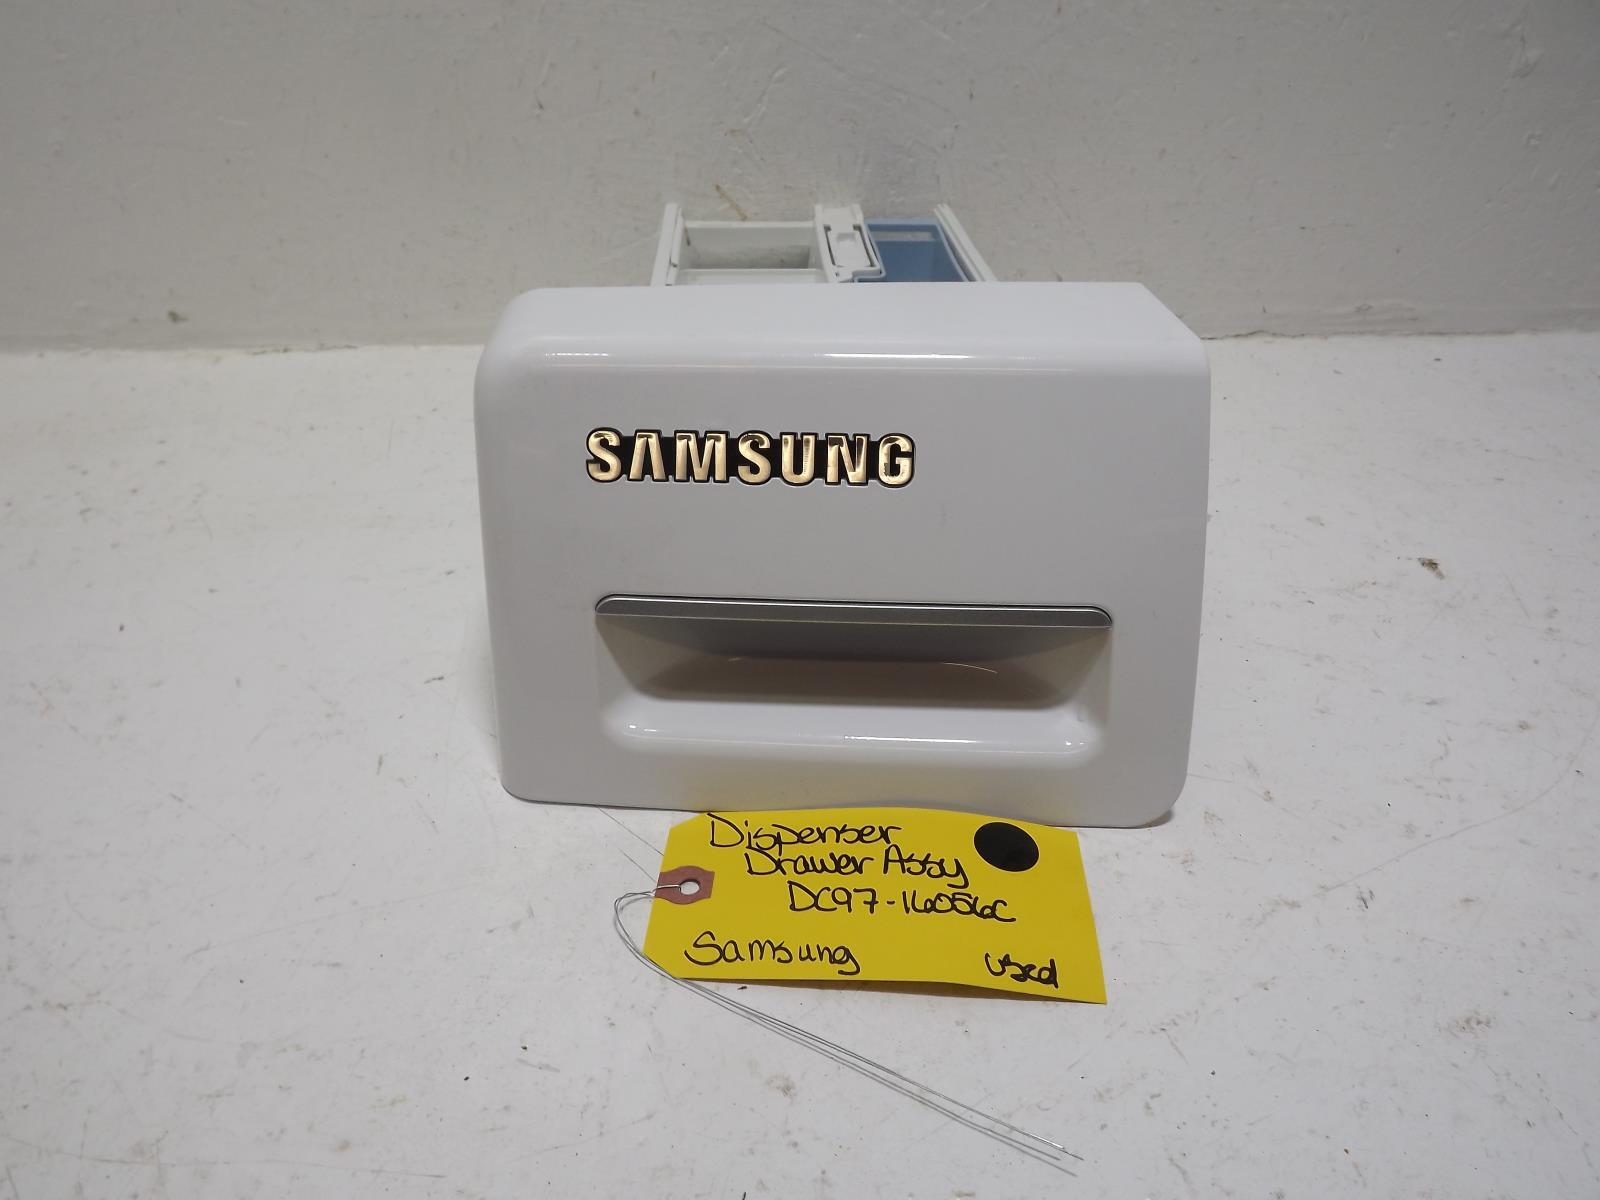 SAMSUNG
Dispenser
Drawer Assy
DC97-16056C
Samsung
Used